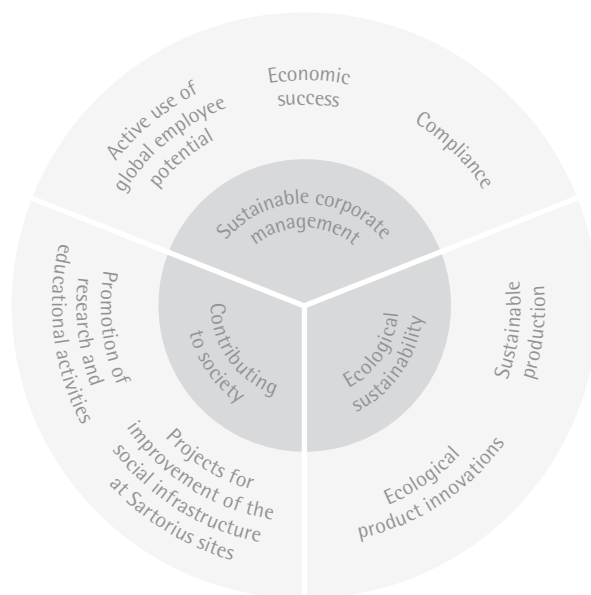 Economic
success
Active use of
global employee
potential
Compliance
Sustainable corporate
management
Promotion of
research and
educational activities
Contributing
to society
Ecological
sustainability
Sustainable
production
Projects for
improvement of the
social infrastructure
at Sartorius sites
Ecological
product innovations